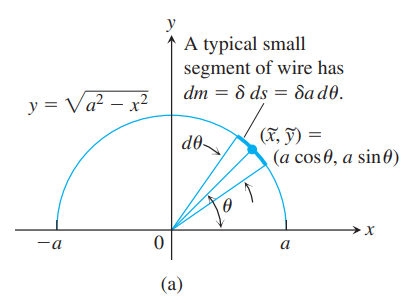 y
A typical small
segment of wire has
dm = δ ds = δa dθ.
y = √(a² − x²)
dθ
(x̃, ỹ) =
(a cos θ, a sin θ)
θ
x
−a
0
a
(a)